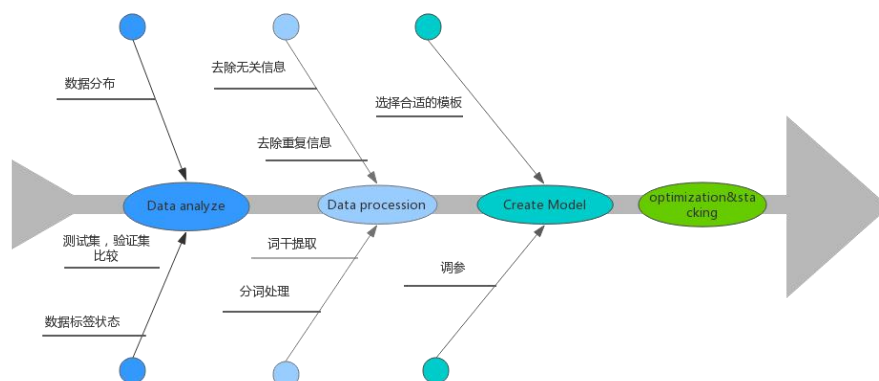 数据分布
去除无关信息
选择合适的模板
去除重复信息
Data analyze
Data procession
Create Model
optimization&sta
cking
测试集，验证集
比较
词干提取
分词处理
调参
数据标签状态